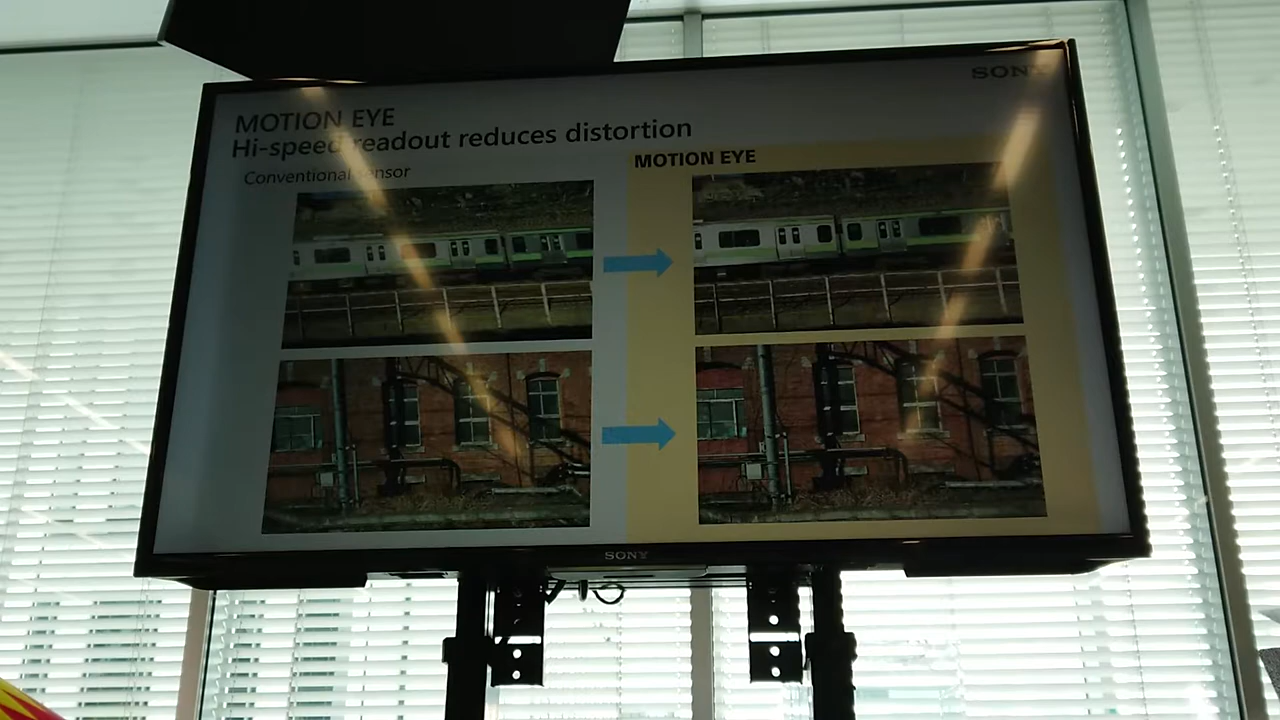 SONY
MOTION EYE
Hi-speed readout reduces distortion
Conventional sensor
MOTION EYE
SONY